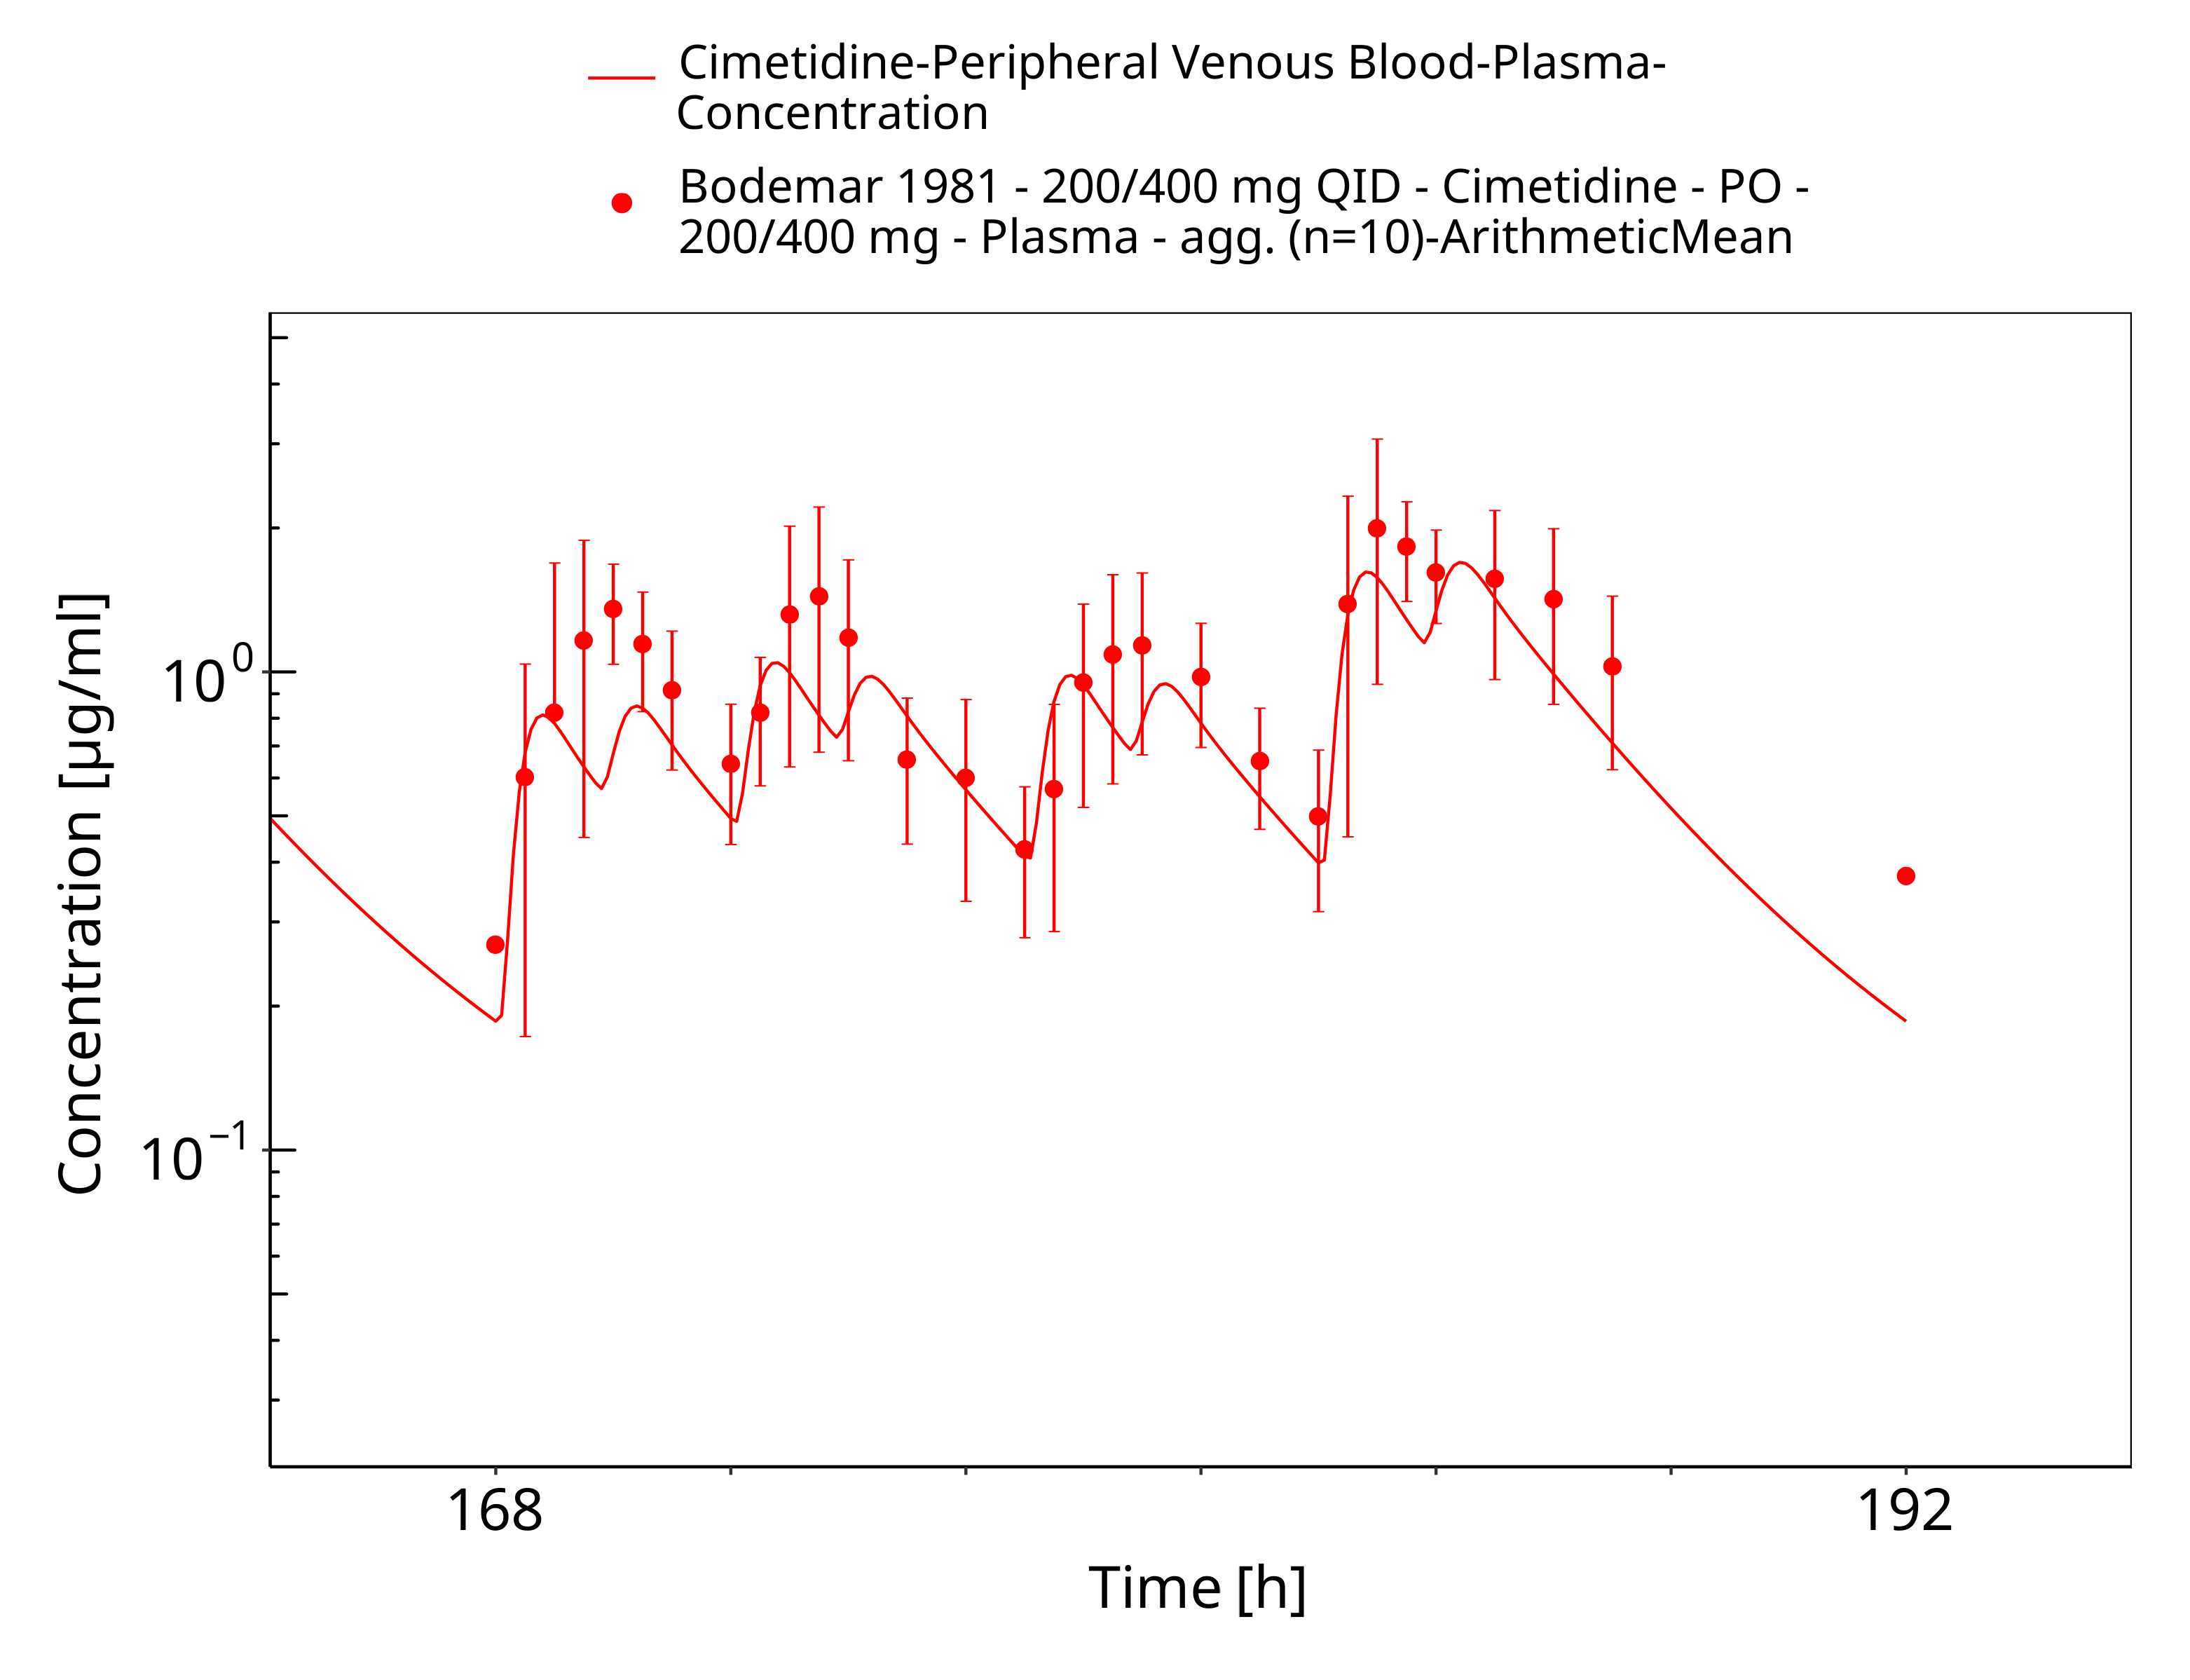 Cimetidine-Peripheral Venous Blood-Plasma-
Concentration
Bodemar 1981 - 200/400 mg QID - Cimetidine - PO -
200/400 mg - Plasma - agg. (n=10)-ArithmeticMean
Concentration [µg/ml]
10^0
10^−1
168
192
Time [h]